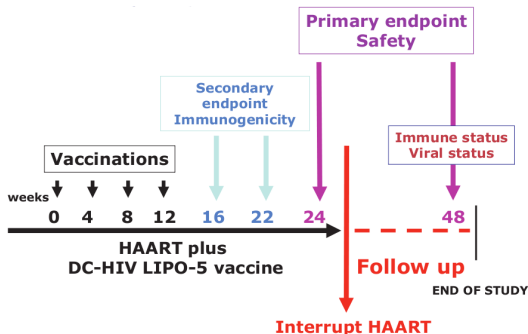 Primary endpoint
Safety
Secondary
endpoint
Immunogenicity
Immune status
Viral status
Vaccinations
weeks
0 4 8 12 16 22 24 48
HAART plus
DC-HIV LIPO-5 vaccine
Follow up
END OF STUDY
Interrupt HAART